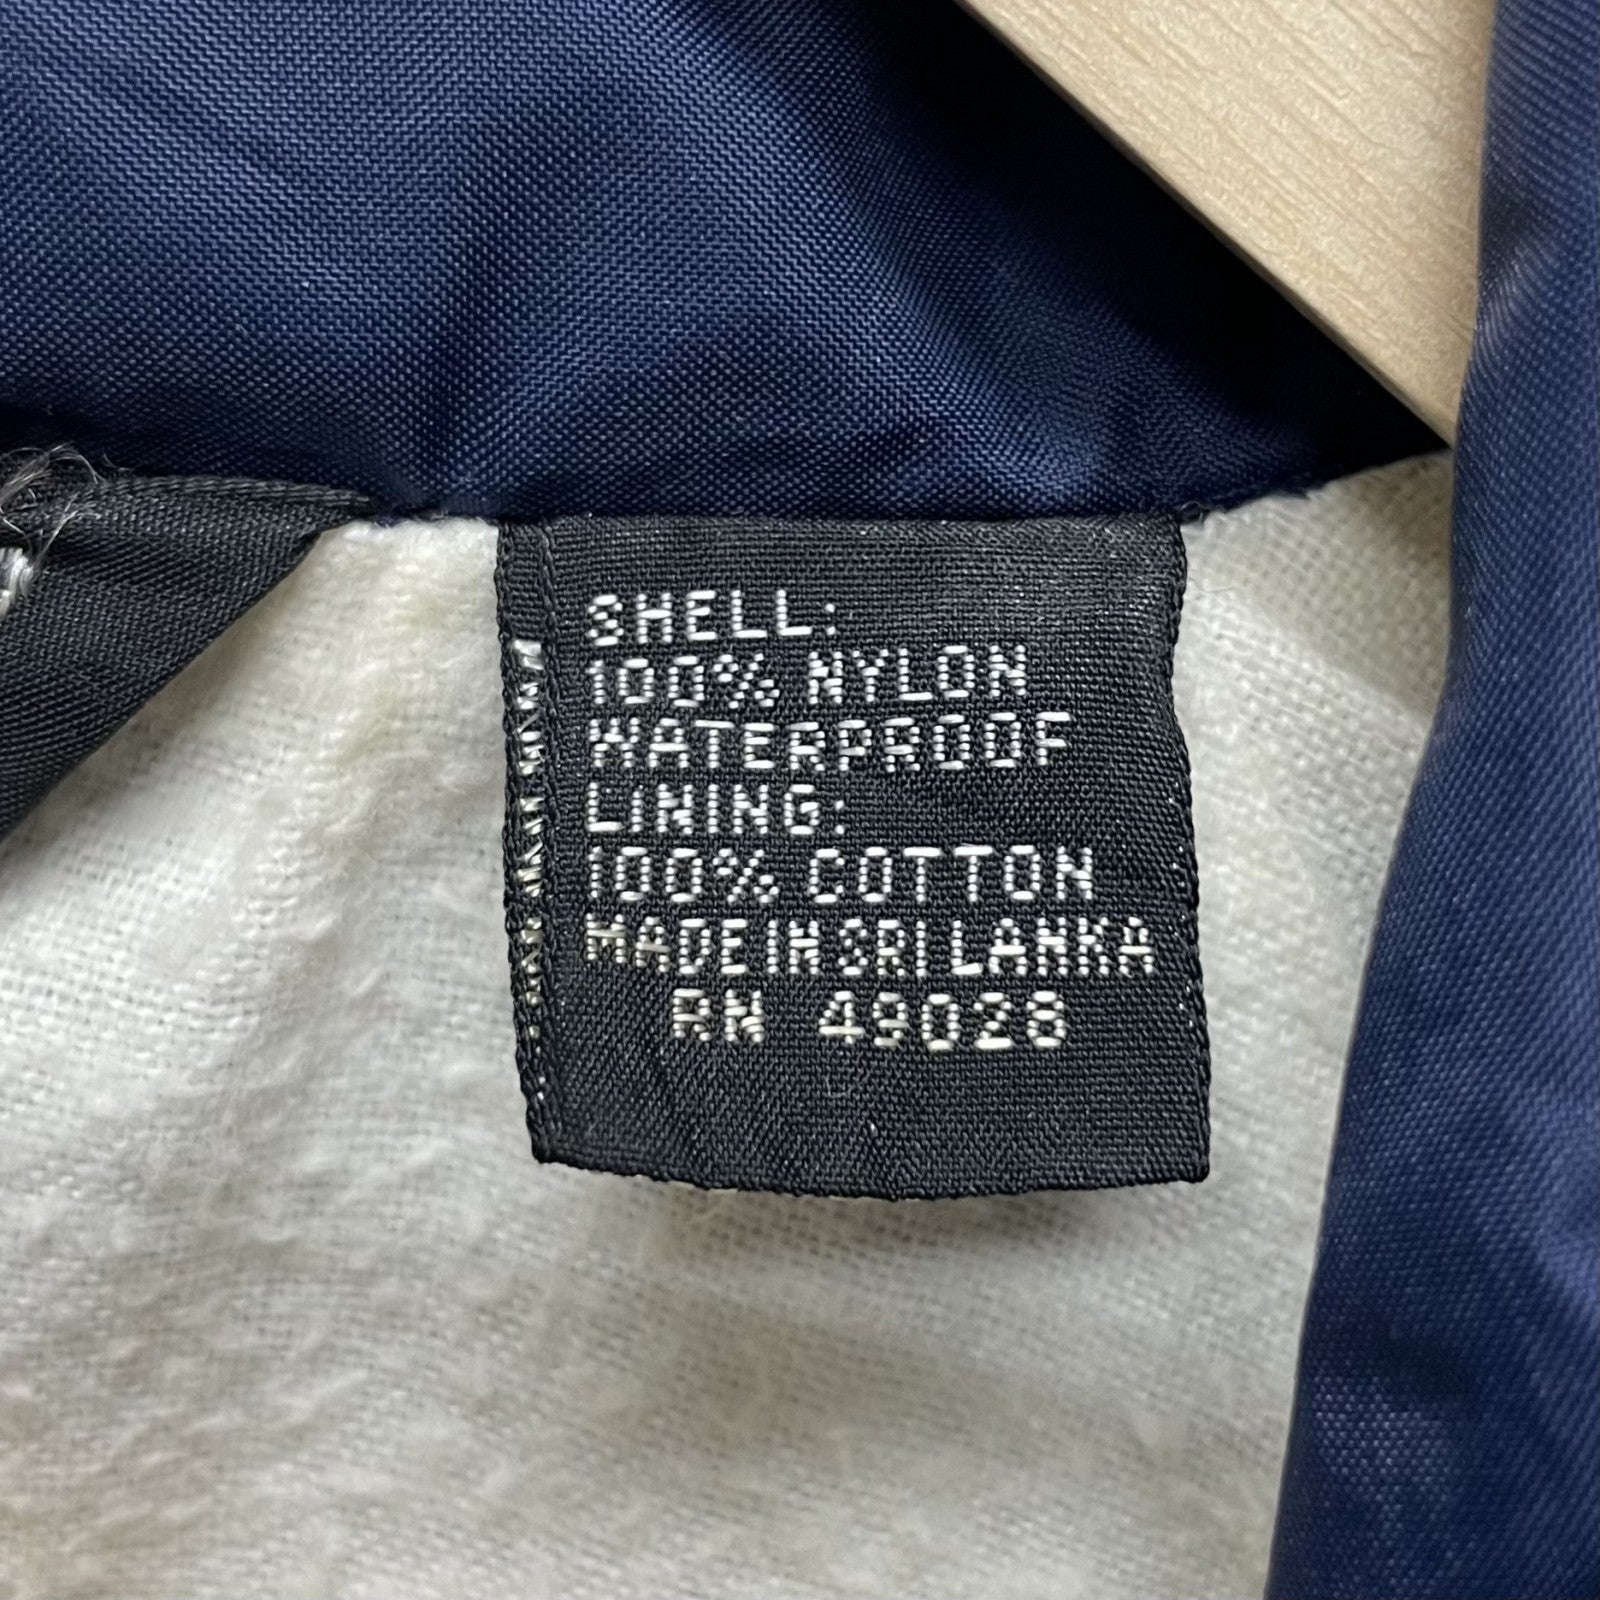 SHELL:
100% NYLON
WATERPROOF
LINING:
100% COTTON
MADE IN SRI LANKA
RN 49028